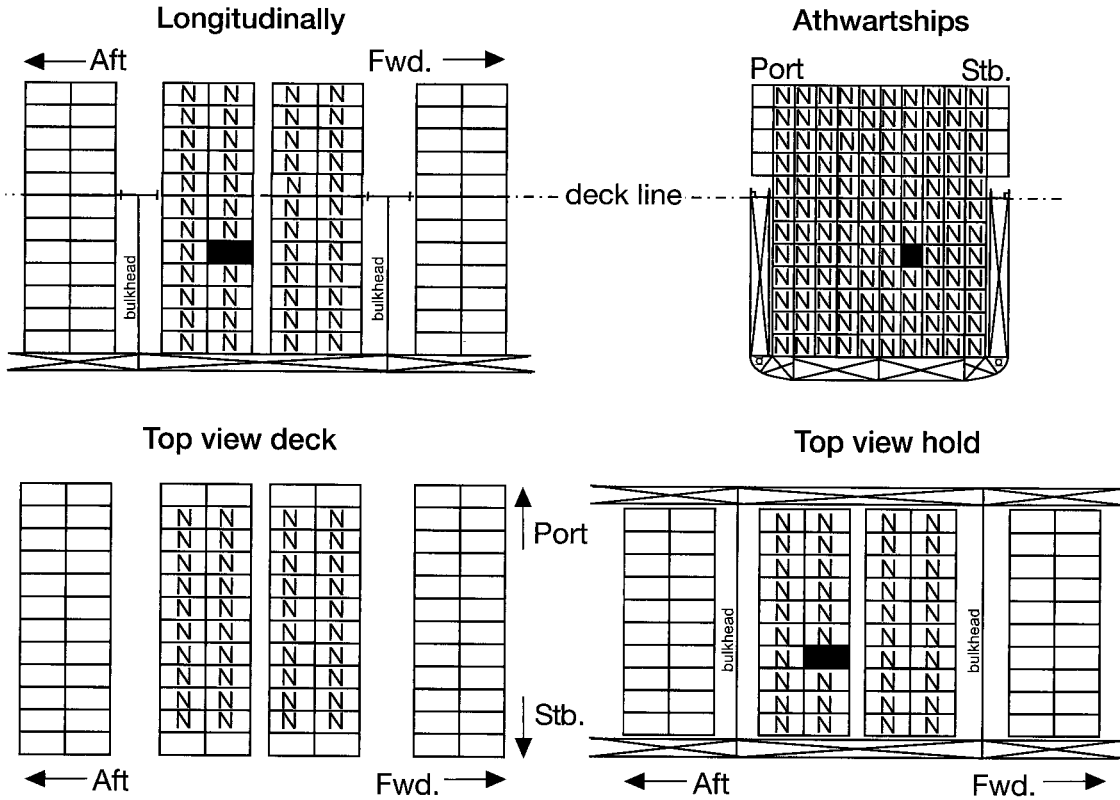 Longitudinally
Aft
Fwd.
N N N N
N N N N
N N N N
N N N N
N N N N
N N N N
N N N N
N N N
N N N N
N N N N
N N N N
N N N N
bulkhead
bulkhead
deck line
Athwartships
Port
Stb.
N N N N N N N N N N
N N N N N N N N N N
N N N N N N N N N N
N N N N N N N N N N
N N N N N N N N N N
N N N N N N N N N N
N N N N N N N N N N
N N N N N N N N N
N N N N N N N N N N
N N N N N N N N N N
N N N N N N N N N N
N N N N N N N N N N
Top view deck
N N N N
N N N N
N N N N
N N N N
N N N N
N N N N
N N N N
N N N N
N N N N
N N N N
Port
Stb.
Aft
Fwd.
Top view hold
N N N N
N N N N
N N N N
N N N N
N N N N
N N N N
N N N
N N N N
N N N N
N N N N
bulkhead
bulkhead
Aft
Fwd.